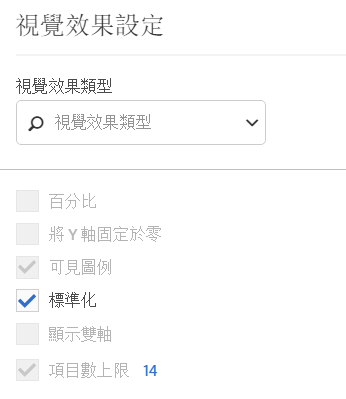 視覺效果設定
視覺效果類型
視覺效果類型
百分比
將 Y 軸固定於零
可見圖例
標準化
顯示雙軸
項目數上限 14